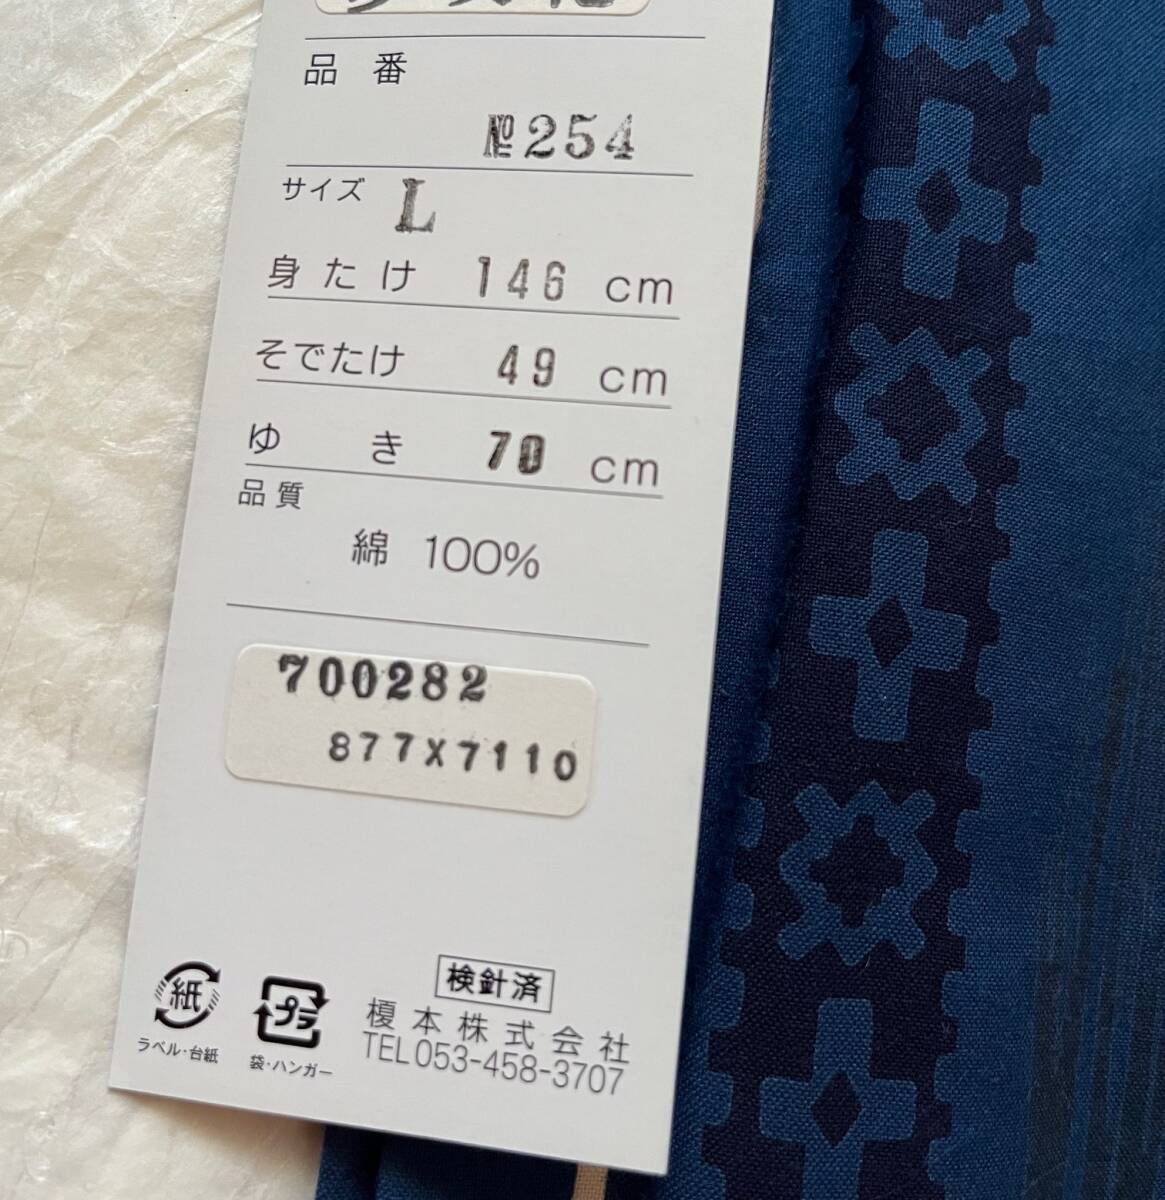 品番
№254
サイズ L
身たけ 146 cm
そでたけ 49 cm
ゆき 70 cm
品質
綿 100%
700282
877X7110
検針済
紙
プラ
榎本株式会社
ラベル・台紙
袋・ハンガー
TEL 053-458-3707